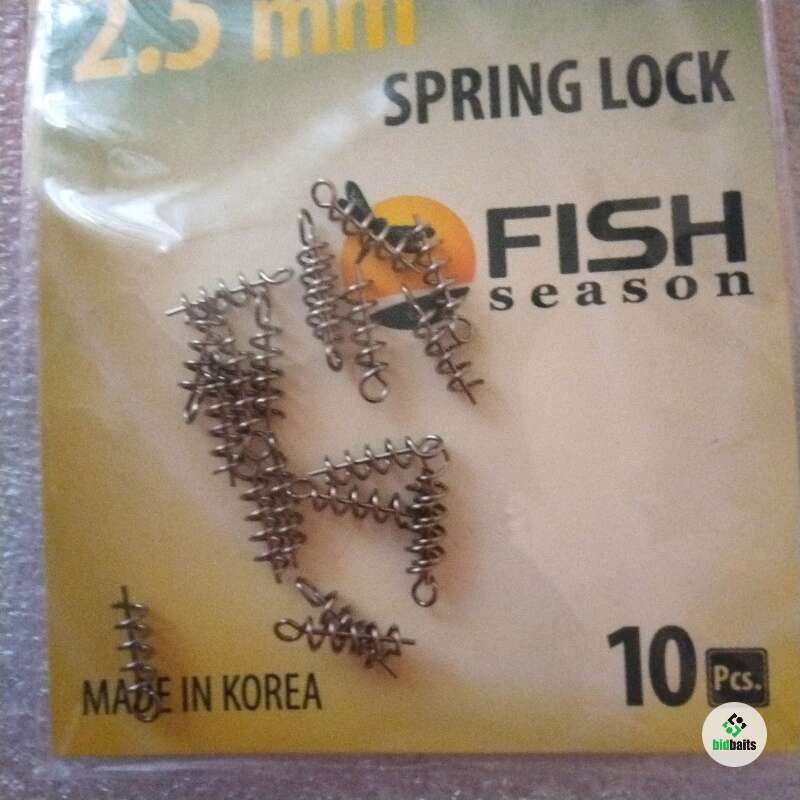 2.5 mm
SPRING LOCK
FISH
season
MADE IN KOREA
10 Pcs.
bidbaits